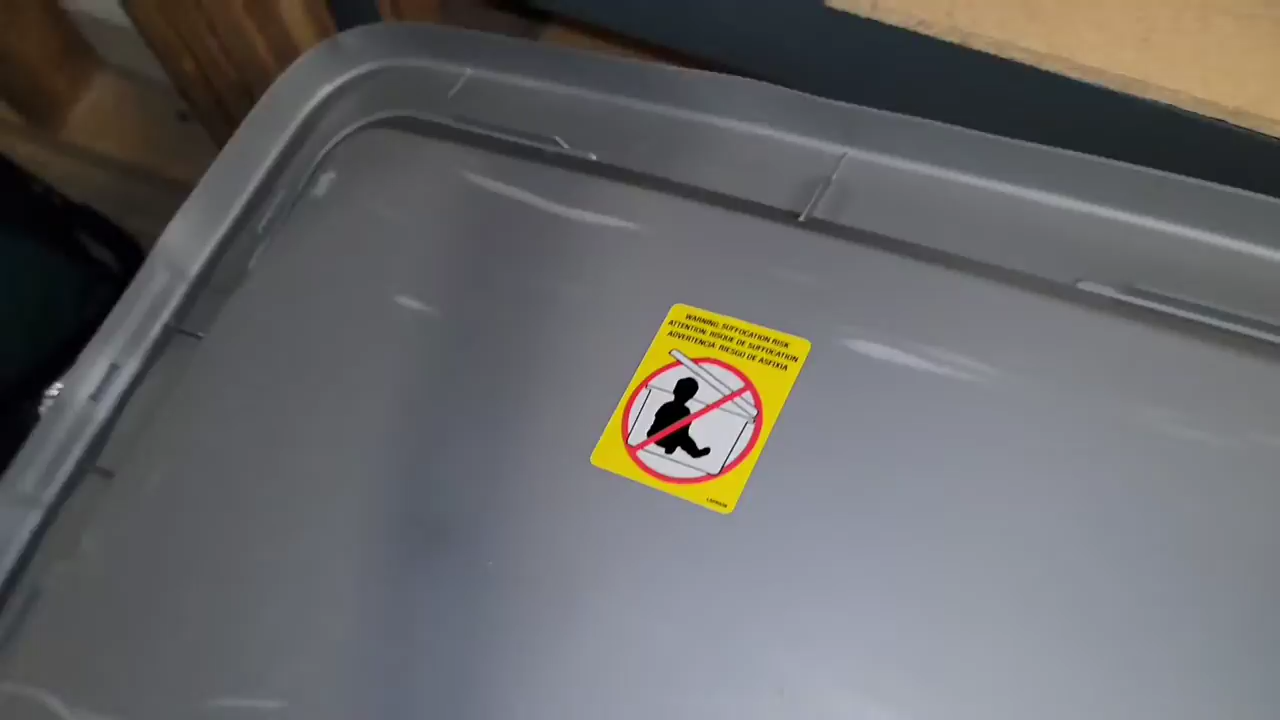 WARNING: SUFFOCATION RISK
ATTENTION: RISQUE DE SUFFOCATION
ADVERTENCIA: RIESGO DE ASFIXIA